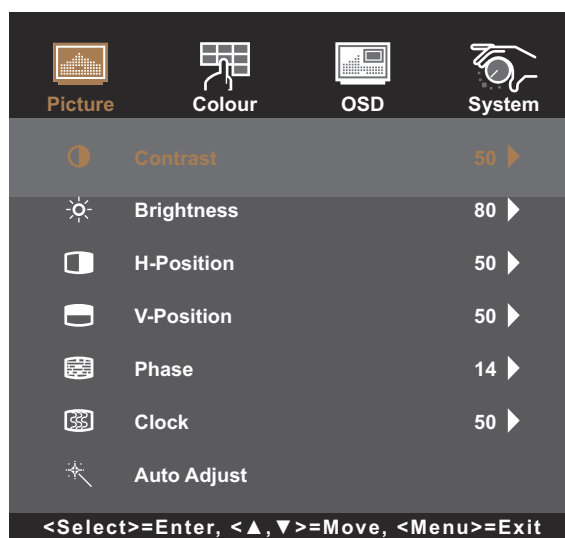 Picture Colour OSD System
Contrast 50
Brightness 80
H-Position 50
V-Position 50
Phase 14
Clock 50
Auto Adjust
<Select>=Enter, <▲,▼>=Move, <Menu>=Exit